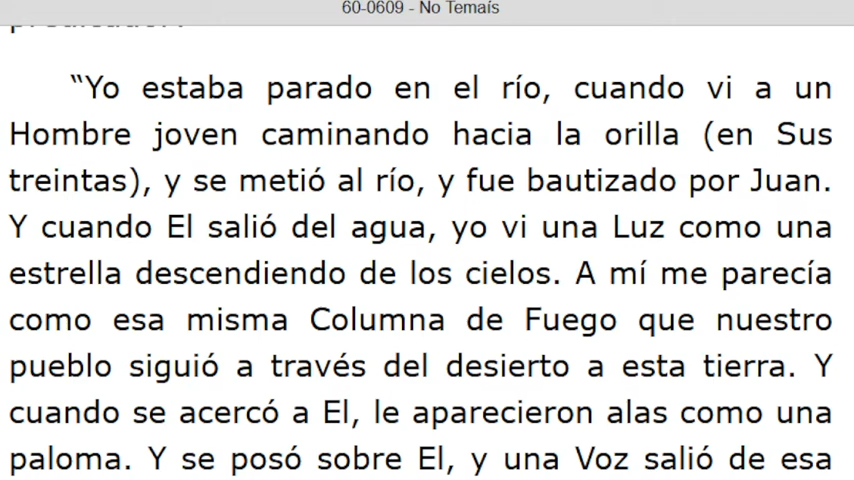 60-0609 - No Temaís
“Yo estaba parado en el río, cuando vi a un
Hombre joven caminando hacia la orilla (en Sus
treintas), y se metió al río, y fue bautizado por Juan.
Y cuando El salió del agua, yo vi una Luz como una
estrella descendiendo de los cielos. A mí me parecía
como esa misma Columna de Fuego que nuestro
pueblo siguió a través del desierto a esta tierra. Y
cuando se acercó a El, le aparecieron alas como una
paloma. Y se posó sobre El, y una Voz salió de esa